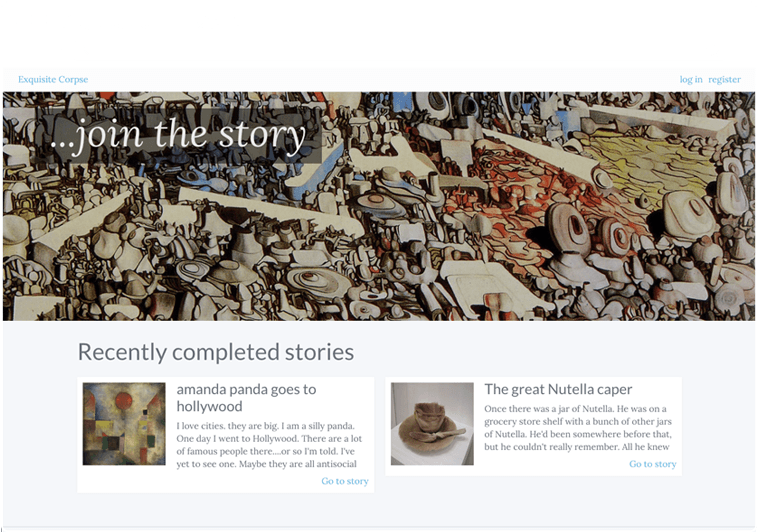 Exquisite Corpse
log in register
...join the story
Recently completed stories
amanda panda goes to
hollywood
I love cities. they are big. I am a silly panda.
One day I went to Hollywood. There are a lot
of famous people there....or so I'm told. I've
yet to see one. Maybe they are all antisocial
Go to story
The great Nutella caper
Once there was a jar of Nutella. He was on a
grocery store shelf with a bunch of other jars
of Nutella. He'd been somewhere before that,
but he couldn't really remember. All he knew
Go to story